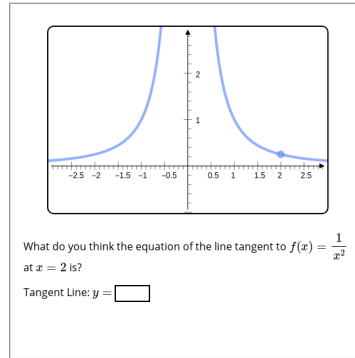 2
1
−2.5 −2 −1.5 −1 −0.5 0.5 1 1.5 2 2.5
What do you think the equation of the line tangent to f(x) = 1/x²
at x = 2 is?
Tangent Line: y =